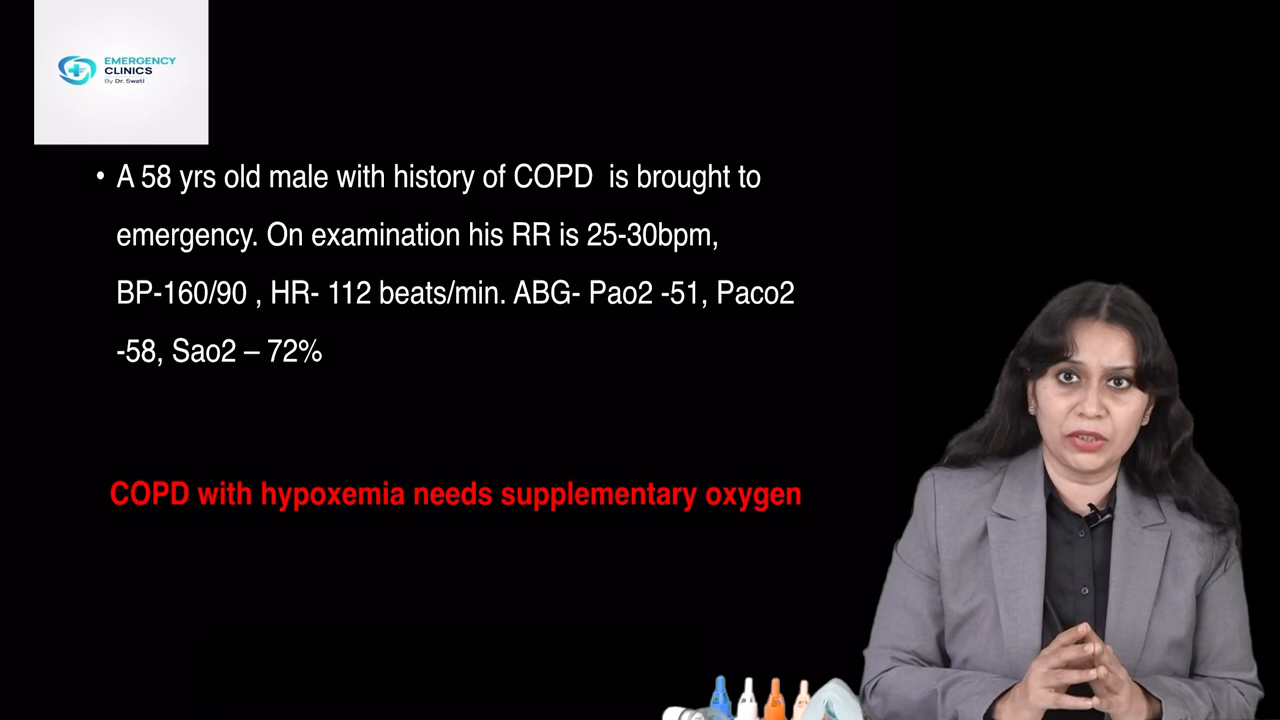 EMERGENCY
CLINICS
By Dr. Swati
• A 58 yrs old male with history of COPD is brought to
emergency. On examination his RR is 25-30bpm,
BP-160/90 , HR- 112 beats/min. ABG- Pao2 -51, Paco2
-58, Sao2 – 72%
COPD with hypoxemia needs supplementary oxygen